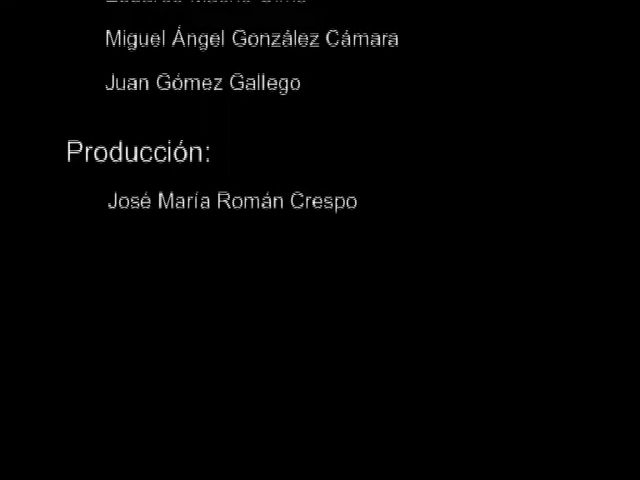 Miguel Ángel González Cámara
Juan Gómez Gallego
Producción:
José María Román Crespo